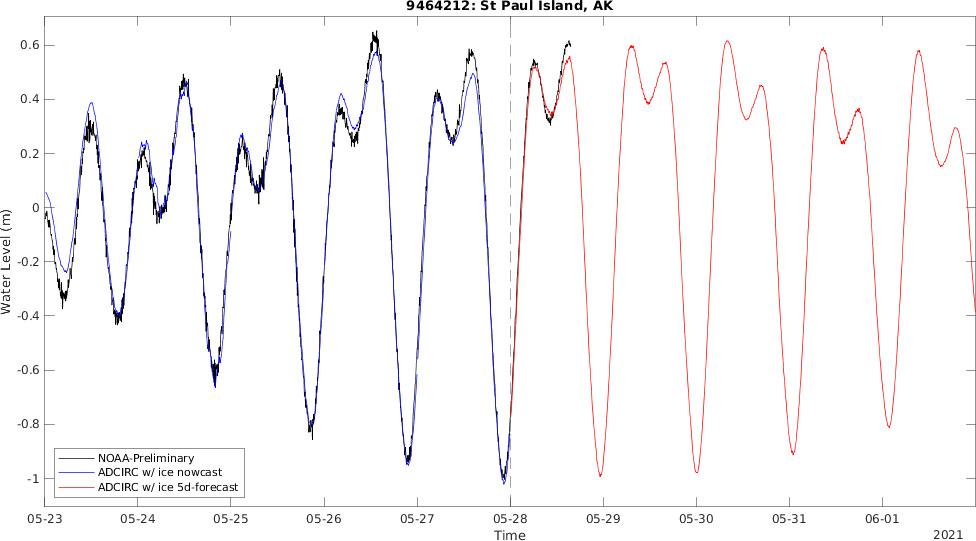 9464212: St Paul Island, AK
0.6
0.4
0.2
0
-0.2
-0.4
-0.6
-0.8
-1
Water Level (m)
NOAA-Preliminary
ADCIRC w/ ice nowcast
ADCIRC w/ ice 5d-forecast
05-23 05-24 05-25 05-26 05-27 05-28 05-29 05-30 05-31 06-01
Time
2021